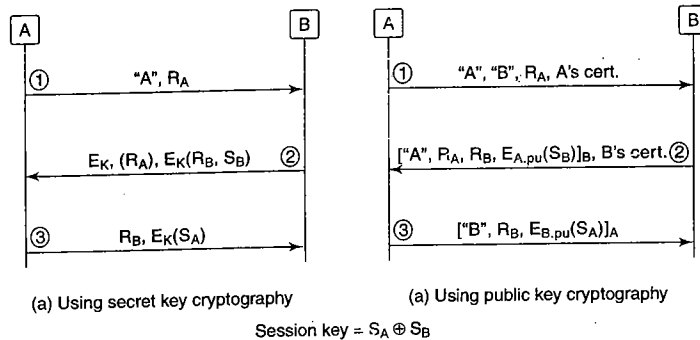 A
B
① "A", R_A
E_K, (R_A), E_K(R_B, S_B) ②
③ R_B, E_K(S_A)
(a) Using secret key cryptography
A
B
① "A", "B", R_A, A's cert.
["A", R_A, R_B, E_A.pu(S_B)]_B, B's cert. ②
③ ["B", R_B, E_B.pu(S_A)]_A
(a) Using public key cryptography
Session key = S_A ⊕ S_B